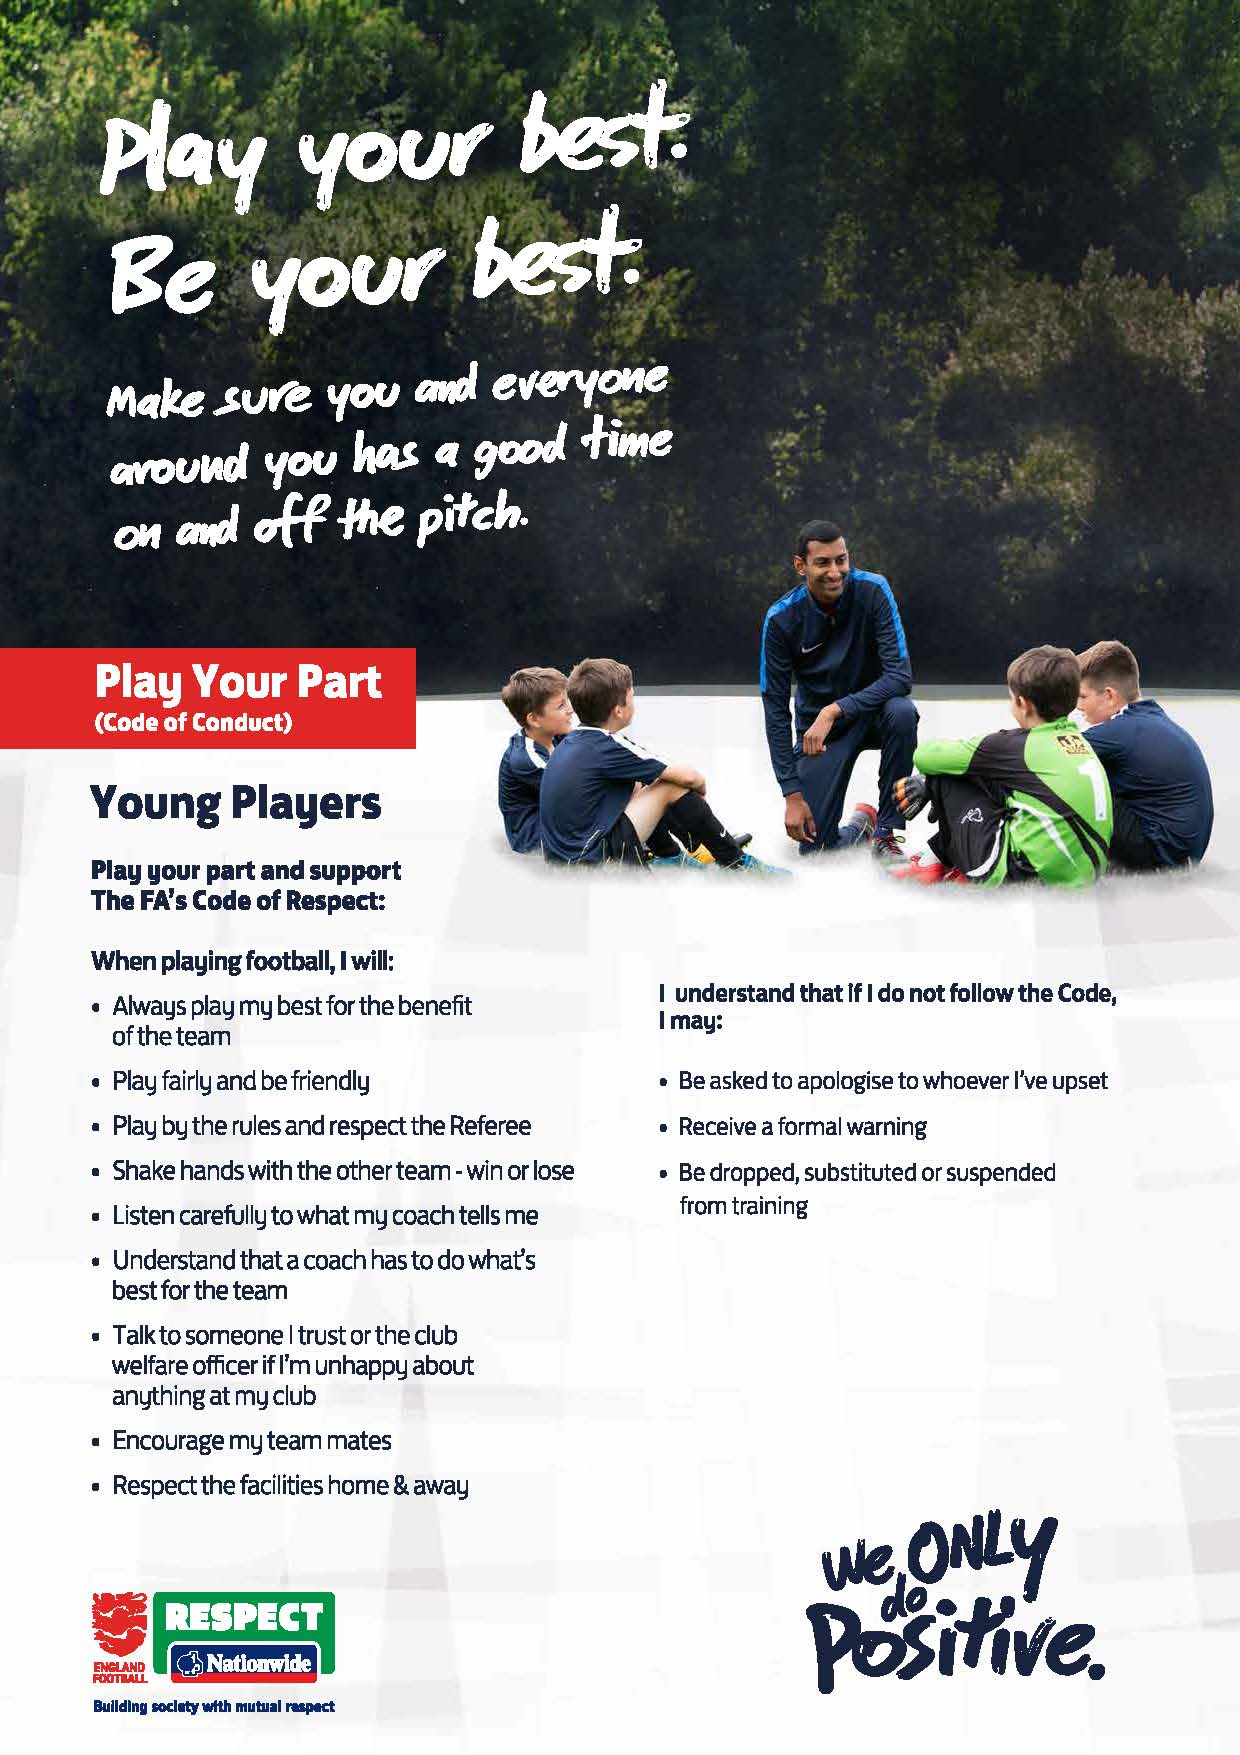 Play your best.
Be your best.
Make sure you and everyone
around you has a good time
on and off the pitch.
Play Your Part
(Code of Conduct)
Young Players
Play your part and support
The FA's Code of Respect:
When playing football, I will:
• Always play my best for the benefit
of the team
• Play fairly and be friendly
• Play by the rules and respect the Referee
• Shake hands with the other team - win or lose
• Listen carefully to what my coach tells me
• Understand that a coach has to do what's
best for the team
• Talk to someone I trust or the club
welfare officer if I'm unhappy about
anything at my club
• Encourage my team mates
• Respect the facilities home & away
I understand that if I do not follow the Code,
I may:
• Be asked to apologise to whoever I've upset
• Receive a formal warning
• Be dropped, substituted or suspended
from training
1
ENGLAND
FOOTBALL
RESPECT
Nationwide
Building society with mutual respect
We ONLY
do
Positive.